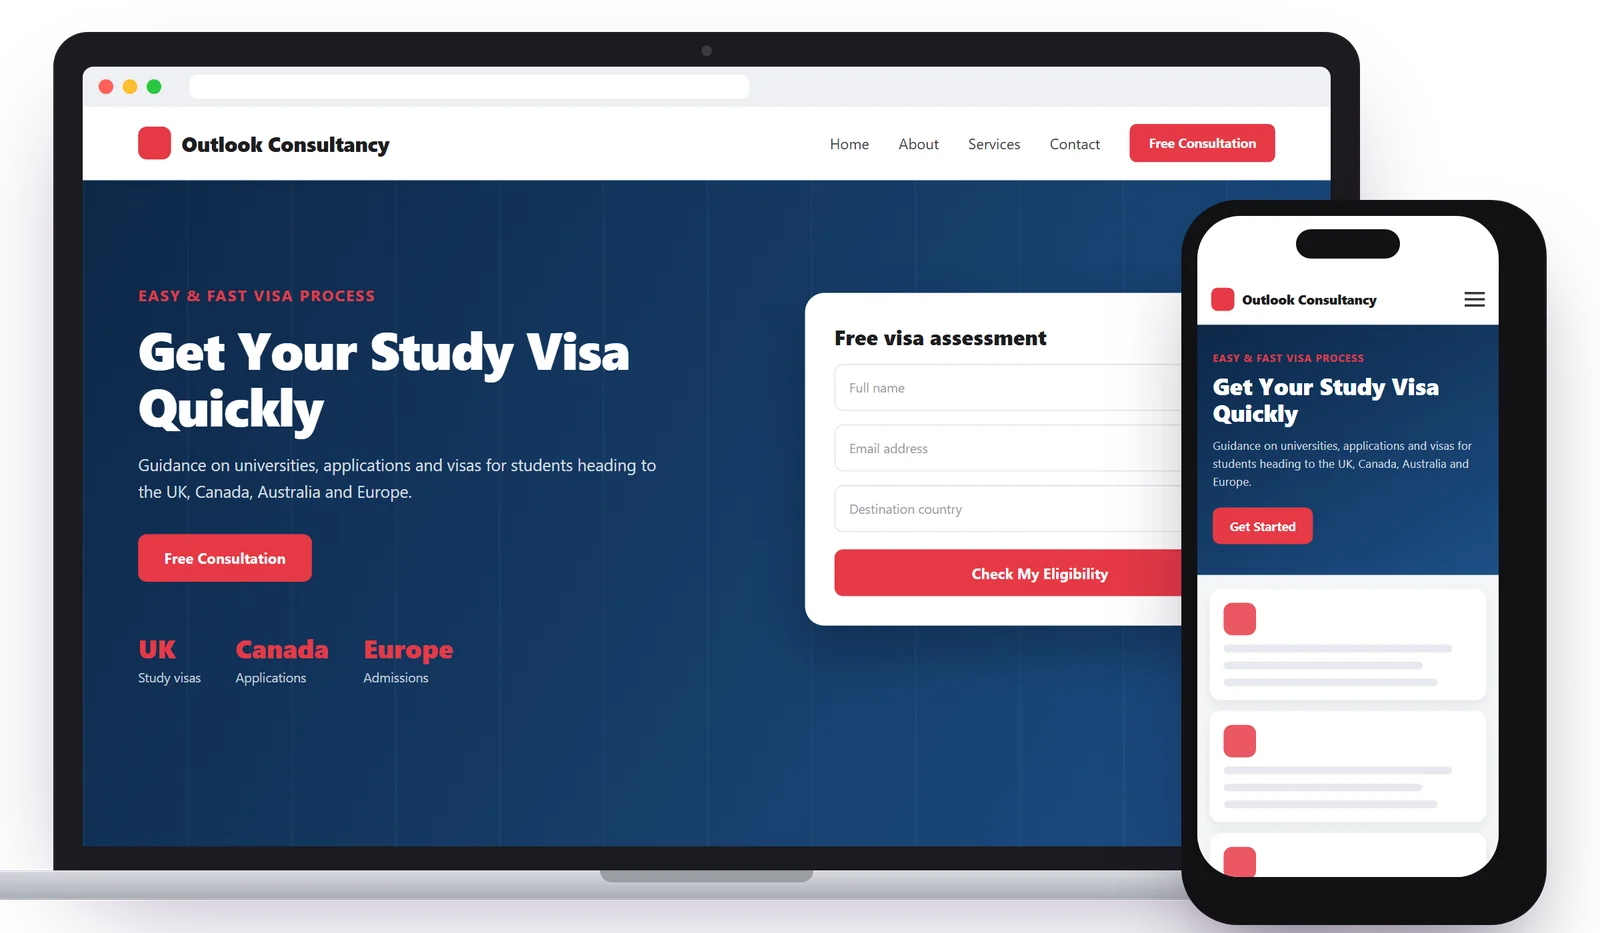 Outlook Consultancy
Home
About
Services
Contact
Free Consultation
EASY & FAST VISA PROCESS
Get Your Study Visa
Quickly
Guidance on universities, applications and visas for students heading to
the UK, Canada, Australia and Europe.
Free Consultation
UK
Study visas
Canada
Applications
Europe
Admissions
Free visa assessment
Full name
Email address
Destination country
Check My Eligibility
Outlook Consultancy
EASY & FAST VISA PROCESS
Get Your Study Visa
Quickly
Guidance on universities, applications and visas for
students heading to the UK, Canada, Australia and
Europe.
Get Started